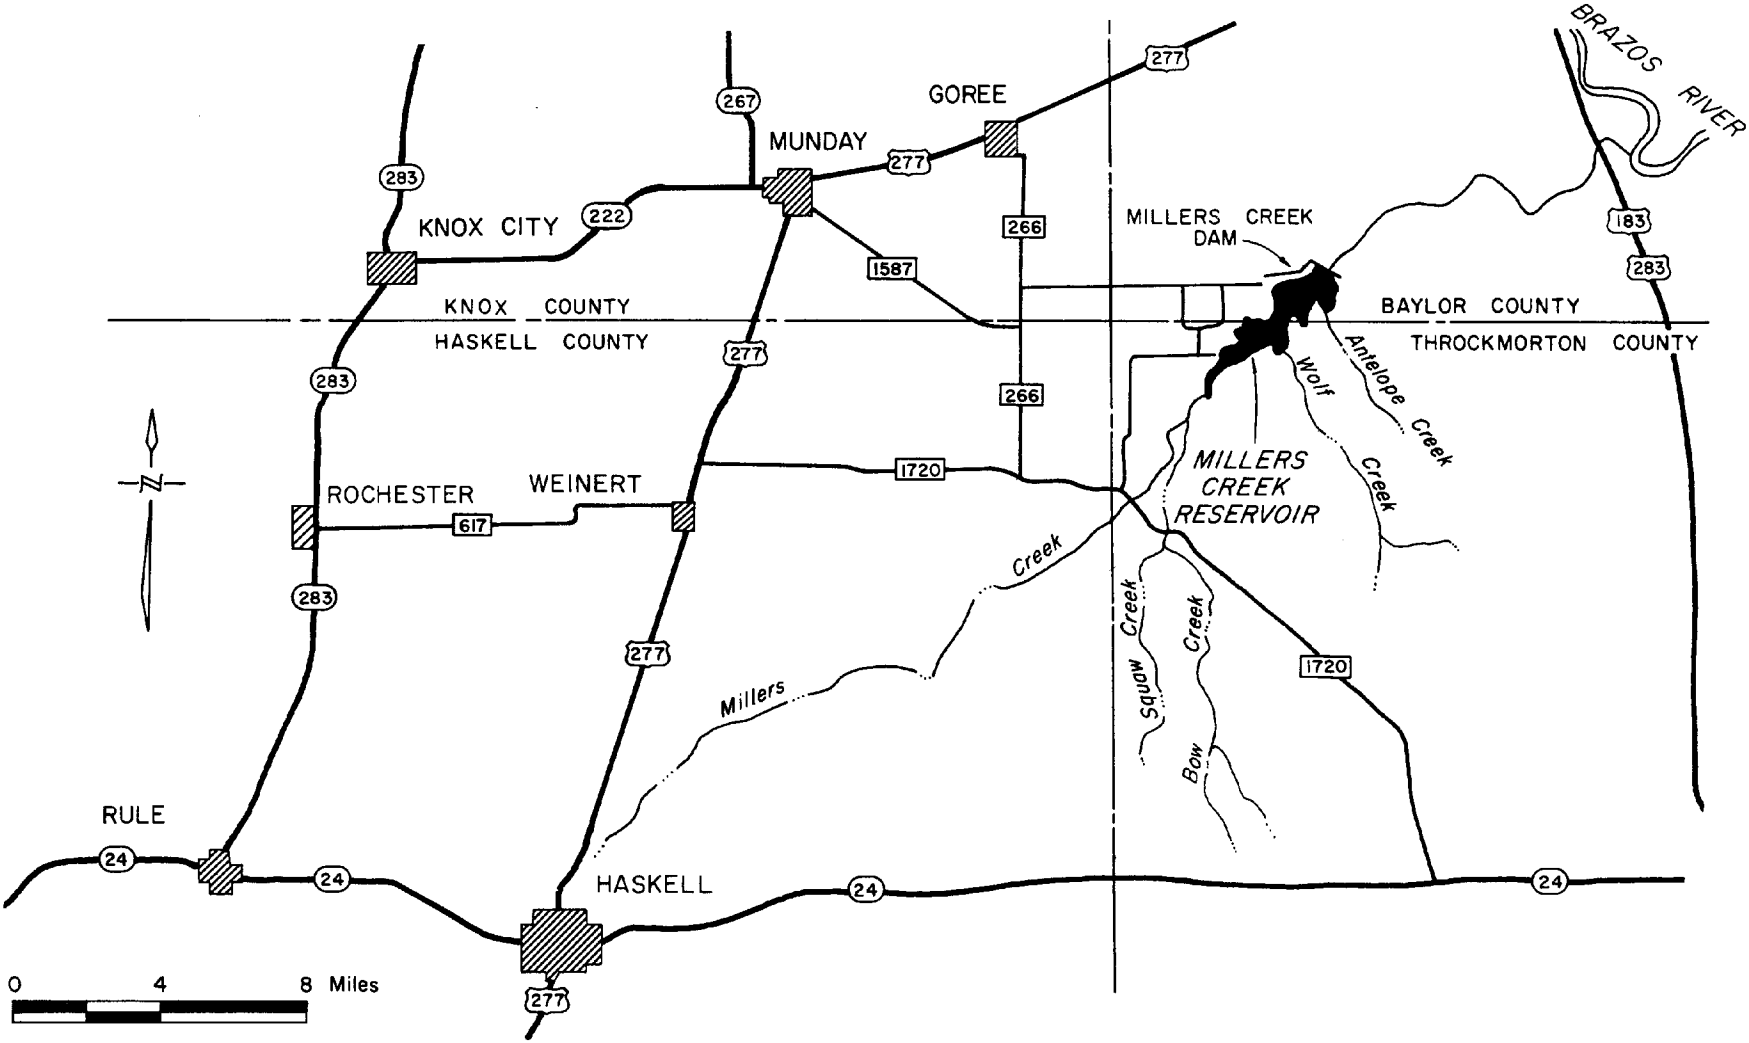 BRAZOS
RIVER
277
GOREE
267
MUNDAY
277
283
KNOX CITY
222
266
MILLERS CREEK
DAM
183
1587
283
KNOX COUNTY
BAYLOR COUNTY
HASKELL COUNTY
THROCKMORTON COUNTY
277
283
266
Wolf
Creek
Antelope Creek
1720
MILLERS
CREEK
RESERVOIR
N
ROCHESTER
WEINERT
617
283
Millers Creek
Squaw Creek
Bow Creek
277
1720
RULE
24
24
HASKELL
24
24
277
0 4 8 Miles